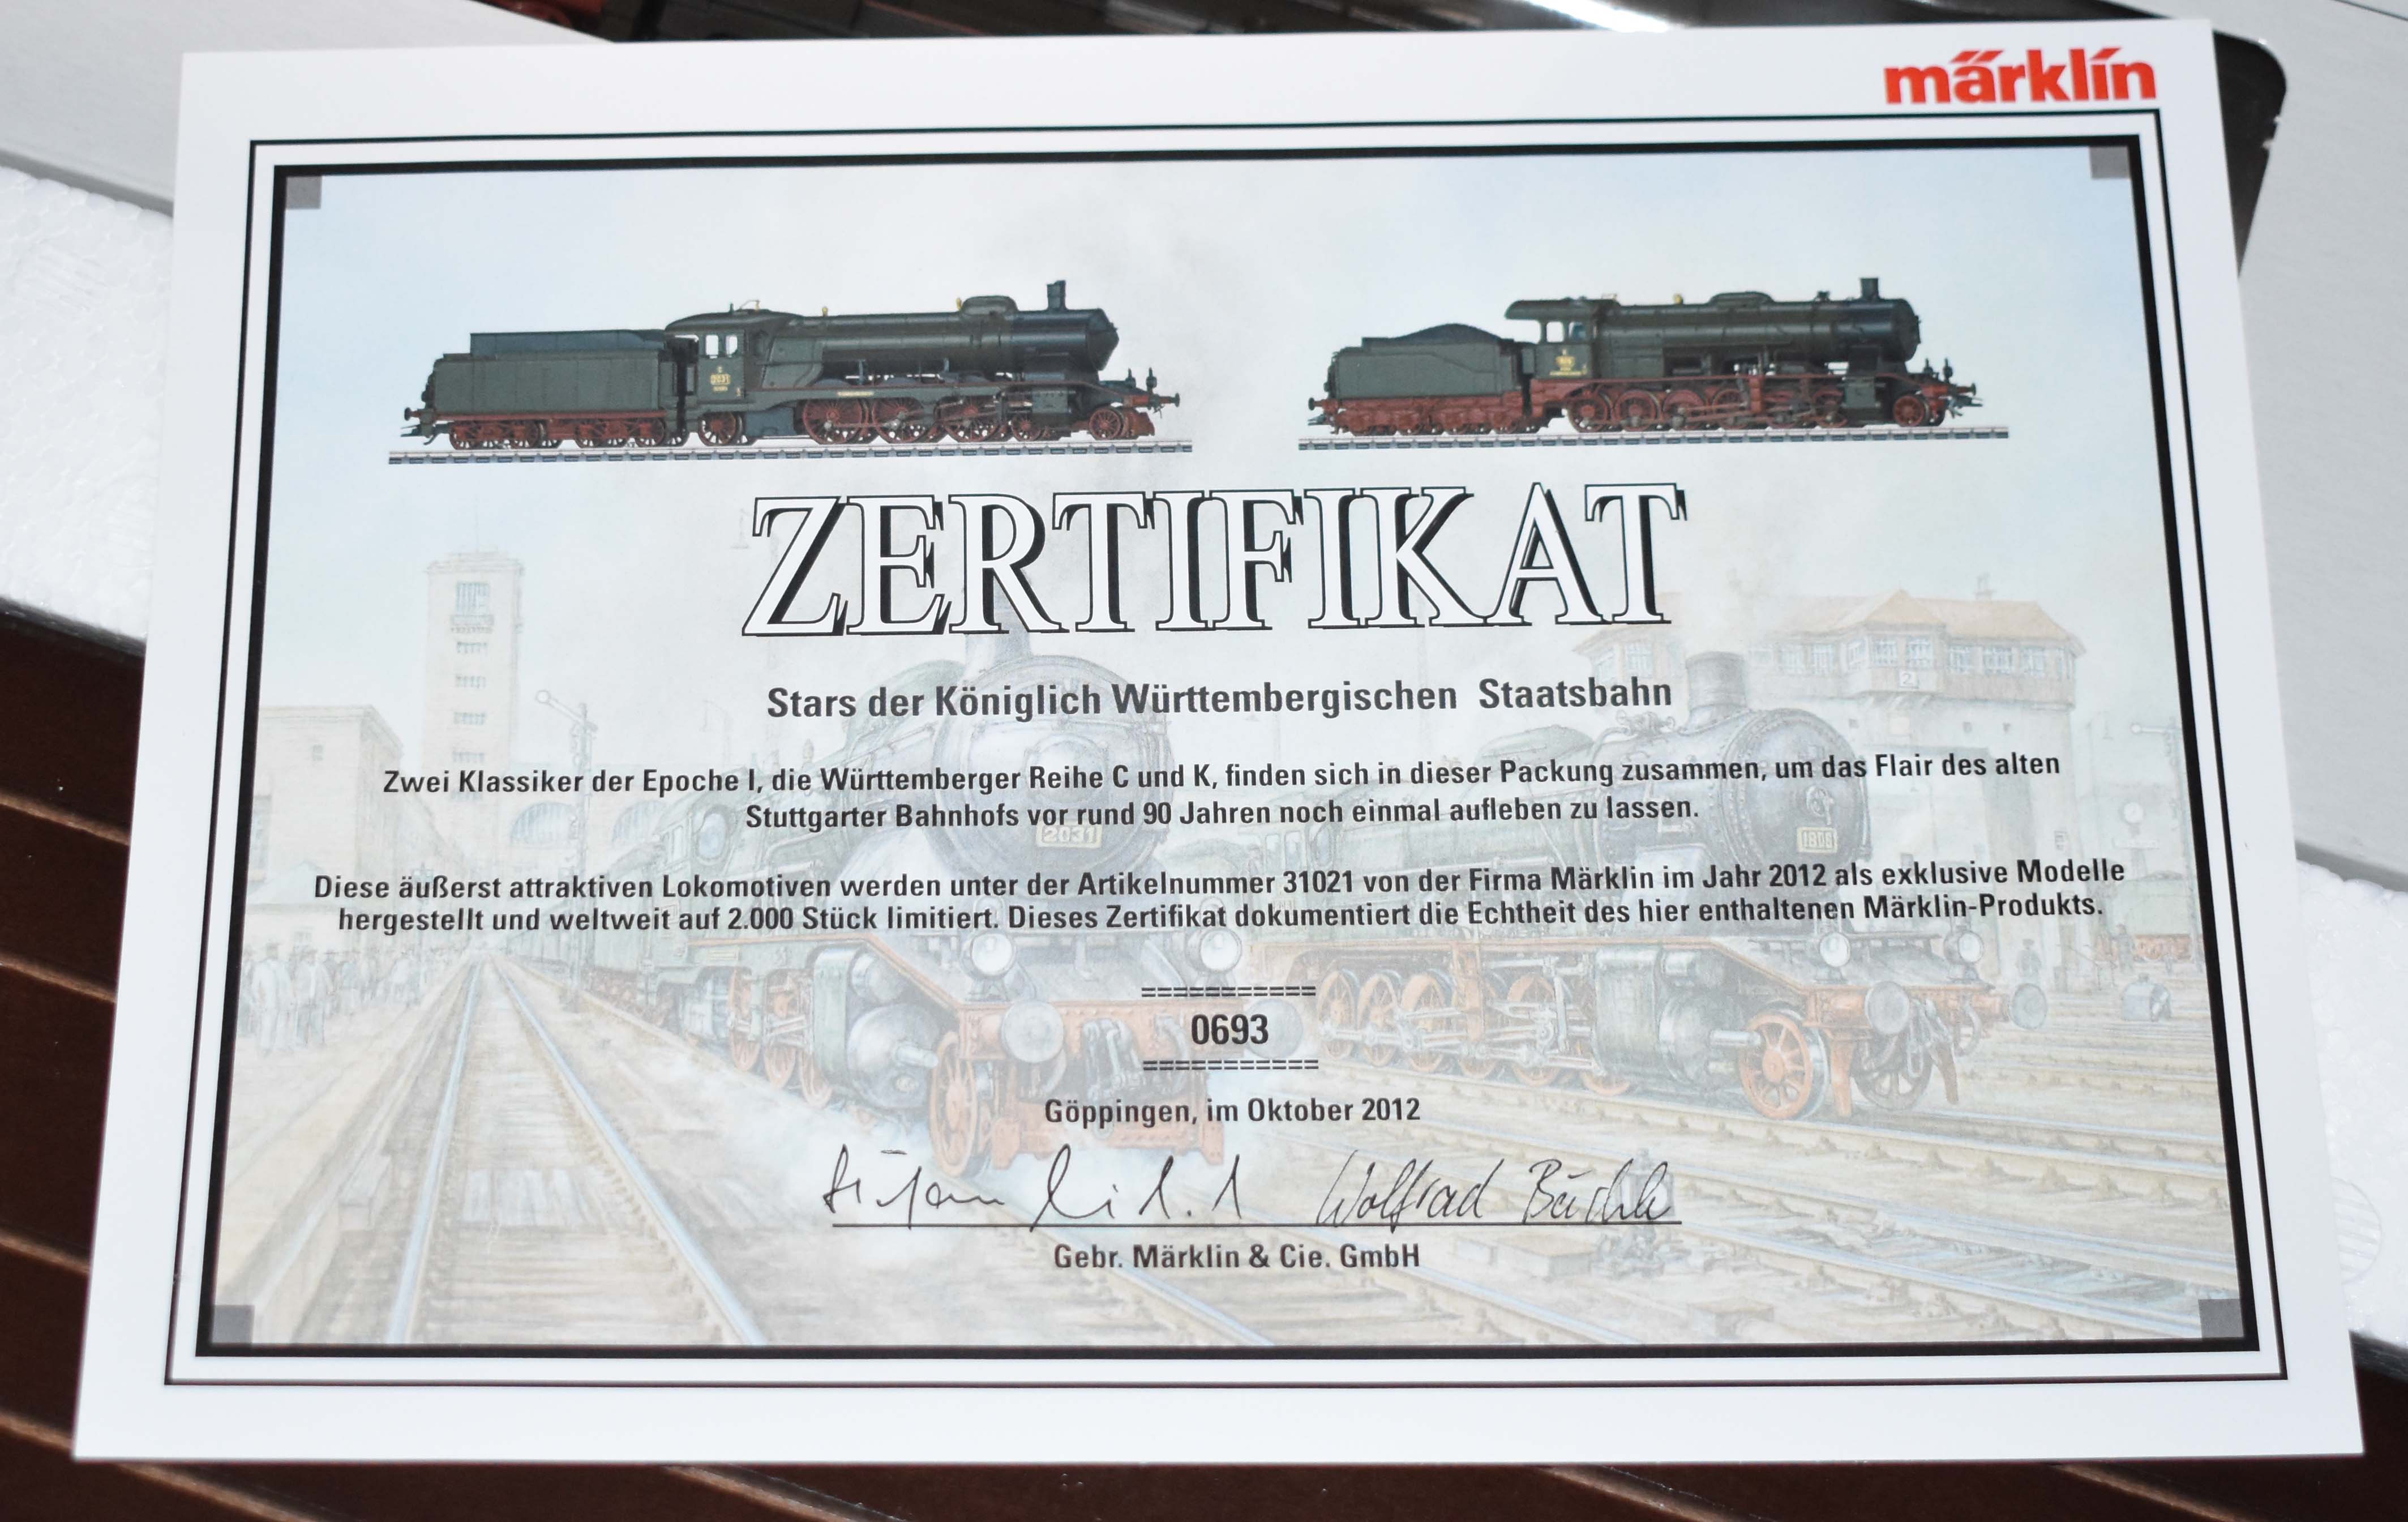 märklin
ZERTIFIKAT
Stars der Königlich Württembergischen Staatsbahn
Zwei Klassiker der Epoche I, die Württemberger Reihe C und K, finden sich in dieser Packung zusammen, um das Flair des alten
Stuttgarter Bahnhofs vor rund 90 Jahren noch einmal aufleben zu lassen.
2031
Diese äußerst attraktiven Lokomotiven werden unter der Artikelnummer 31021 von der Firma Märklin im Jahr 2012 als exklusive Modelle
hergestellt und weltweit auf 2.000 Stück limitiert. Dieses Zertifikat dokumentiert die Echtheit des hier enthaltenen Märklin-Produkts.
===========
0693
===========
Göppingen, im Oktober 2012
Wolfrad
Gebr. Märklin & Cie. GmbH